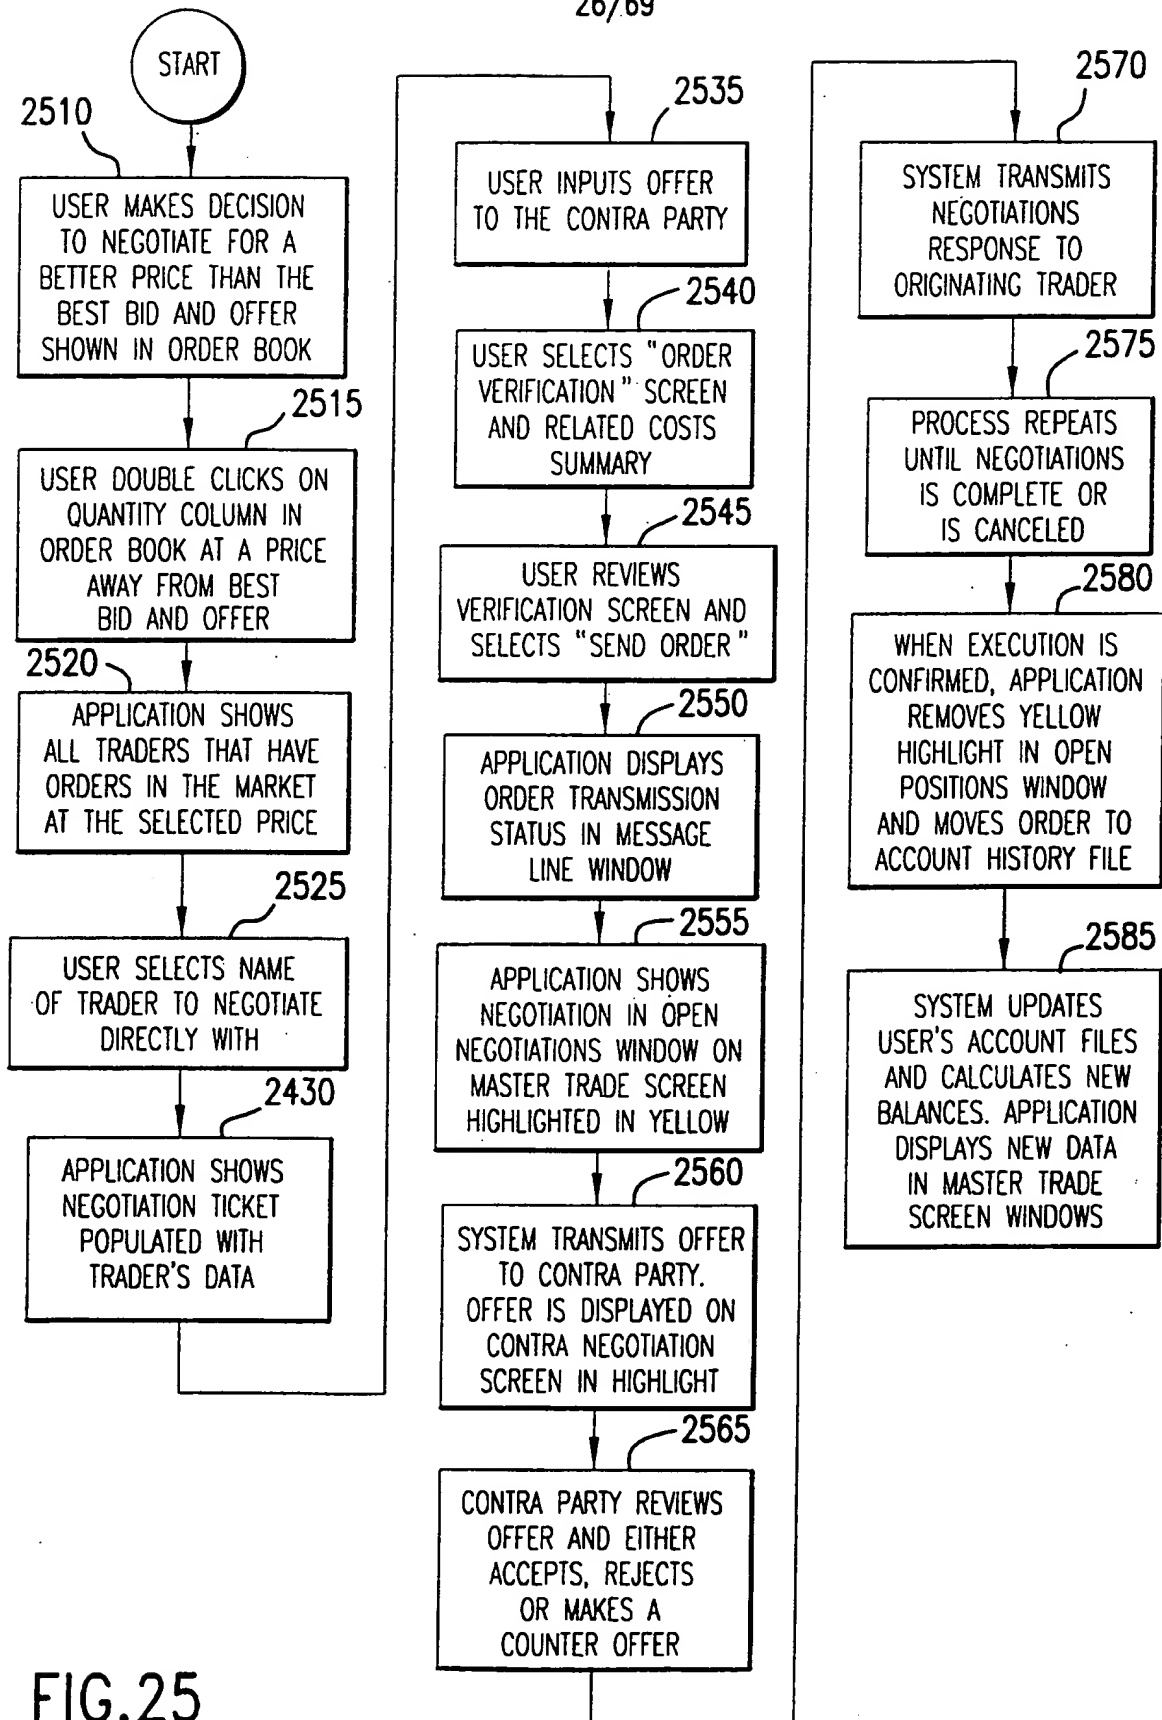 26/69
START
2510
USER MAKES DECISION
TO NEGOTIATE FOR A
BETTER PRICE THAN THE
BEST BID AND OFFER
SHOWN IN ORDER BOOK
2515
USER DOUBLE CLICKS ON
QUANTITY COLUMN IN
ORDER BOOK AT A PRICE
AWAY FROM BEST
BID AND OFFER
2520
APPLICATION SHOWS
ALL TRADERS THAT HAVE
ORDERS IN THE MARKET
AT THE SELECTED PRICE
2525
USER SELECTS NAME
OF TRADER TO NEGOTIATE
DIRECTLY WITH
2430
APPLICATION SHOWS
NEGOTIATION TICKET
POPULATED WITH
TRADER'S DATA
2535
USER INPUTS OFFER
TO THE CONTRA PARTY
2540
USER SELECTS "ORDER
VERIFICATION" SCREEN
AND RELATED COSTS
SUMMARY
2545
USER REVIEWS
VERIFICATION SCREEN AND
SELECTS "SEND ORDER"
2550
APPLICATION DISPLAYS
ORDER TRANSMISSION
STATUS IN MESSAGE
LINE WINDOW
2555
APPLICATION SHOWS
NEGOTIATION IN OPEN
NEGOTIATIONS WINDOW ON
MASTER TRADE SCREEN
HIGHLIGHTED IN YELLOW
2560
SYSTEM TRANSMITS OFFER
TO CONTRA PARTY.
OFFER IS DISPLAYED ON
CONTRA NEGOTIATION
SCREEN IN HIGHLIGHT
2565
CONTRA PARTY REVIEWS
OFFER AND EITHER
ACCEPTS, REJECTS
OR MAKES A
COUNTER OFFER
2570
SYSTEM TRANSMITS
NEGOTIATIONS
RESPONSE TO
ORIGINATING TRADER
2575
PROCESS REPEATS
UNTIL NEGOTIATIONS
IS COMPLETE OR
IS CANCELED
2580
WHEN EXECUTION IS
CONFIRMED, APPLICATION
REMOVES YELLOW
HIGHLIGHT IN OPEN
POSITIONS WINDOW
AND MOVES ORDER TO
ACCOUNT HISTORY FILE
2585
SYSTEM UPDATES
USER'S ACCOUNT FILES
AND CALCULATES NEW
BALANCES. APPLICATION
DISPLAYS NEW DATA
IN MASTER TRADE
SCREEN WINDOWS
FIG.25